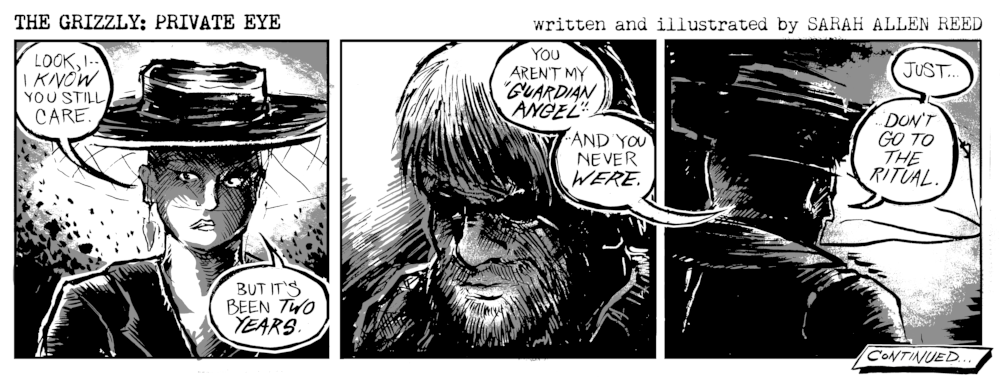 THE GRIZZLY: PRIVATE EYE
written and illustrated by SARAH ALLEN REED
LOOK, I--
I KNOW
YOU STILL
CARE.
BUT IT'S
BEEN TWO
YEARS.
YOU
AREN'T MY
"GUARDIAN
ANGEL".
AND YOU
NEVER
WERE.
JUST...
DON'T
GO TO
THE
RITUAL.
CONTINUED...